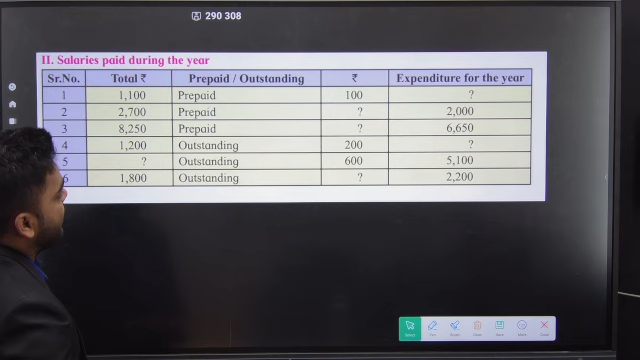 290 308
II. Salaries paid during the year
Sr.No. Total ₹ Prepaid / Outstanding ₹ Expenditure for the year
1 1,100 Prepaid 100 ?
2 2,700 Prepaid ? 2,000
3 8,250 Prepaid ? 6,650
4 1,200 Outstanding 200 ?
5 ? Outstanding 600 5,100
6 1,800 Outstanding ? 2,200
Select